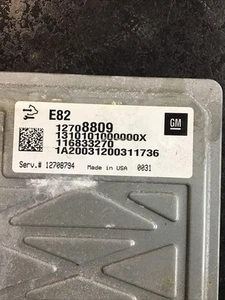 E82
GM
12708809
1310101000000X
116833270
1A20031200311736
Serv.# 12708794 Made in USA 0031